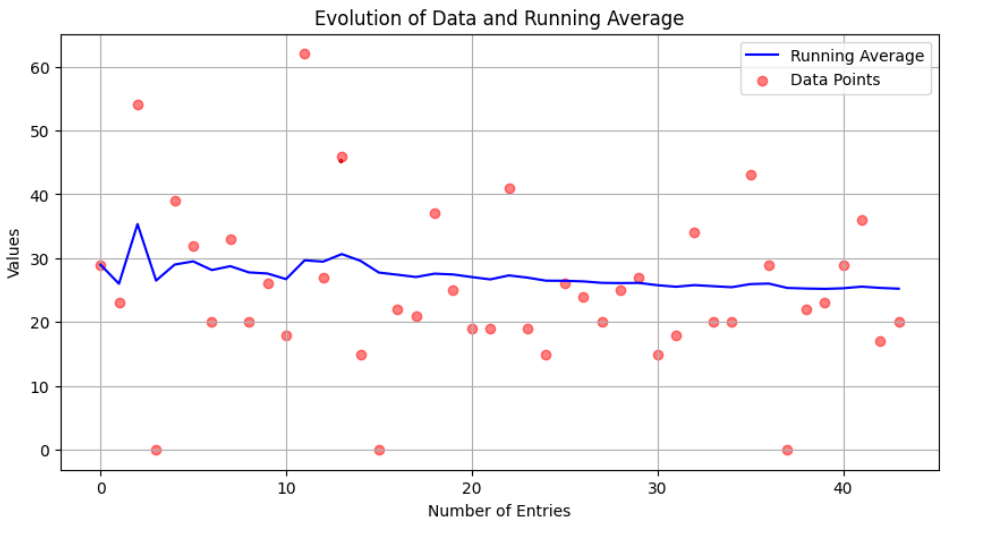 Evolution of Data and Running Average
Running Average
Data Points
Values
60
50
40
30
20
10
0
0 10 20 30 40
Number of Entries